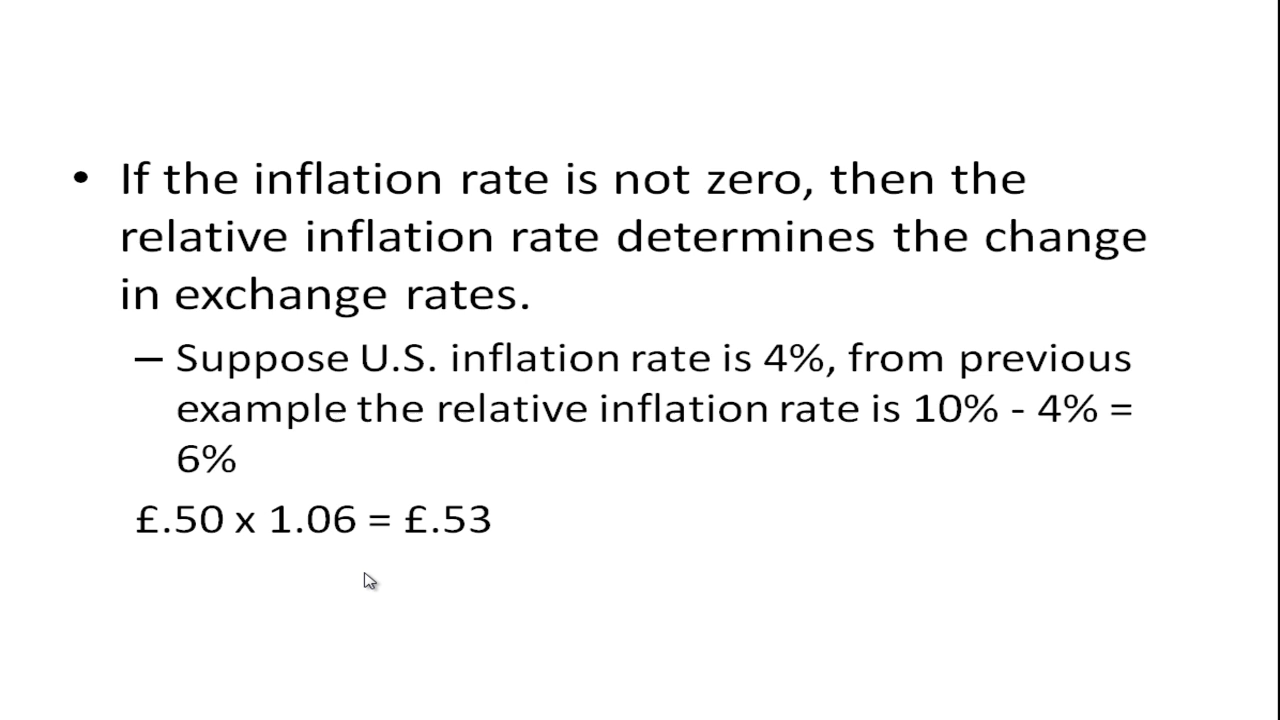 • If the inflation rate is not zero, then the
relative inflation rate determines the change
in exchange rates.
– Suppose U.S. inflation rate is 4%, from previous
example the relative inflation rate is 10% - 4% =
6%
£.50 x 1.06 = £.53